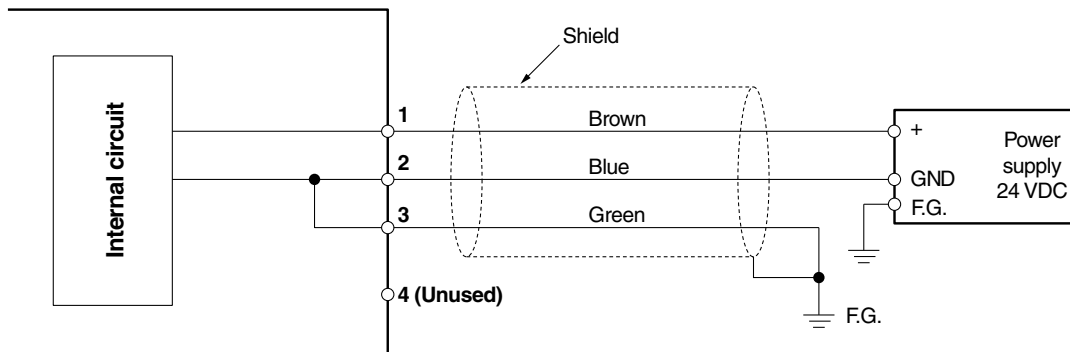 Shield
Internal circuit
1
Brown
+
Power
supply
24 VDC
2
Blue
GND
F.G.
3
Green
4 (Unused)
F.G.